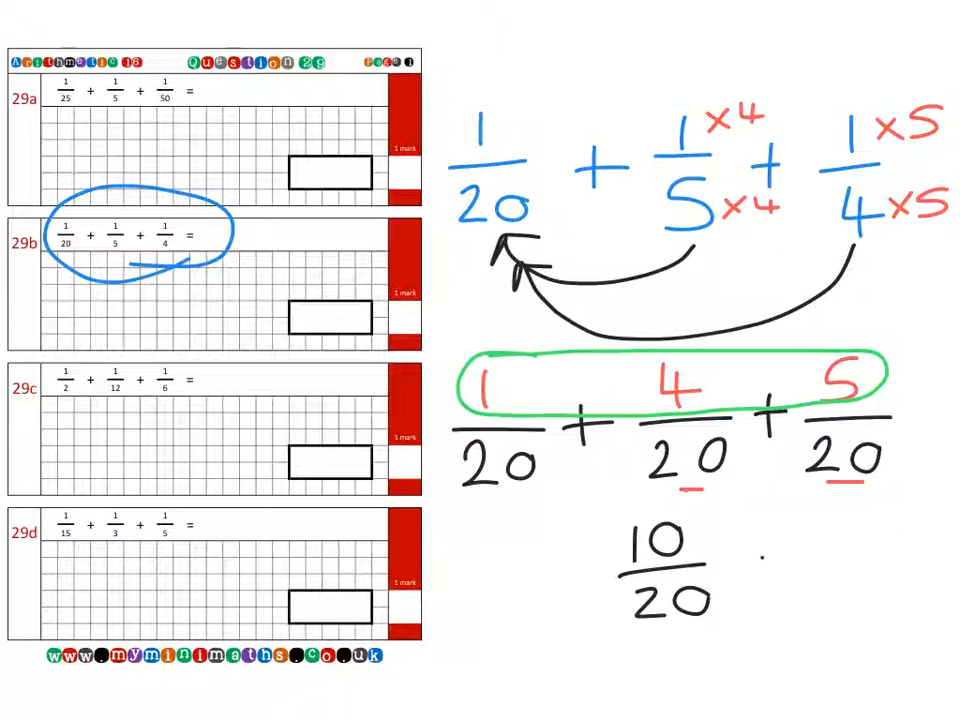 Arithmetic 16 Question 29 Page 1
29a 1/25 + 1/5 + 1/50 =
1 mark
29b 1/20 + 1/5 + 1/4 =
1 mark
29c 1/2 + 1/12 + 1/6 =
1 mark
29d 1/15 + 1/3 + 1/5 =
1 mark
www.myminimaths.co.uk
1 + 1 ×4 + 1 ×5
20 5 ×4 4 ×5
1 + 4 + 5
20 20 20
10
20